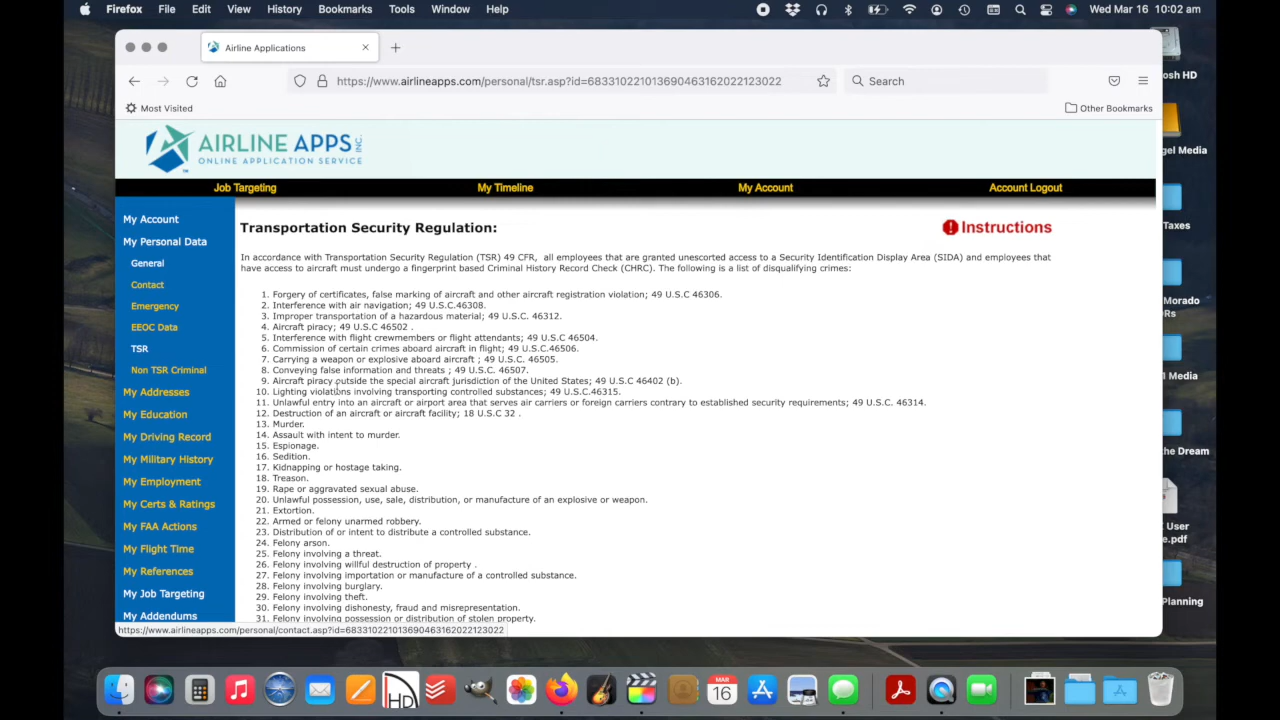 Firefox File Edit View History Bookmarks Tools Window Help Wed Mar 16 10:02 am
Airline Applications
https://www.airlineapps.com/personal/tsr.asp?id=68331022101369046316202212​3022 Search
Most Visited Other Bookmarks
osh HD
AIRLINE APPS INC.
ONLINE APPLICATION SERVICE
gel Media
Job Targeting My Timeline My Account Account Logout
My Account
My Personal Data
General
Contact
Emergency
EEOC Data
TSR
Non TSR Criminal
My Addresses
My Education
My Driving Record
My Military History
My Employment
My Certs & Ratings
My FAA Actions
My Flight Time
My References
My Job Targeting
My Addendums
Transportation Security Regulation: Instructions
In accordance with Transportation Security Regulation (TSR) 49 CFR, all employees that are granted unescorted access to a Security Identification Display Area (SIDA) and employees that
have access to aircraft must undergo a fingerprint based Criminal History Record Check (CHRC). The following is a list of disqualifying crimes:
1. Forgery of certificates, false marking of aircraft and other aircraft registration violation; 49 U.S.C 46306.
2. Interference with air navigation; 49 U.S.C.46308.
3. Improper transportation of a hazardous material; 49 U.S.C. 46312.
4. Aircraft piracy; 49 U.S.C 46502 .
5. Interference with flight crewmembers or flight attendants; 49 U.S.C 46504.
6. Commission of certain crimes aboard aircraft in flight; 49 U.S.C.46506.
7. Carrying a weapon or explosive aboard aircraft ; 49 U.S.C. 46505.
8. Conveying false information and threats ; 49 U.S.C. 46507.
9. Aircraft piracy outside the special aircraft jurisdiction of the United States; 49 U.S.C 46402 (b).
10. Lighting violations involving transporting controlled substances; 49 U.S.C.46315.
11. Unlawful entry into an aircraft or airport area that serves air carriers or foreign carriers contrary to established security requirements; 49 U.S.C. 46314.
12. Destruction of an aircraft or aircraft facility; 18 U.S.C 32 .
13. Murder.
14. Assault with intent to murder.
15. Espionage.
16. Sedition.
17. Kidnapping or hostage taking.
18. Treason.
19. Rape or aggravated sexual abuse.
20. Unlawful possession, use, sale, distribution, or manufacture of an explosive or weapon.
21. Extortion.
22. Armed or felony unarmed robbery.
23. Distribution of or intent to distribute a controlled substance.
24. Felony arson.
25. Felony involving a threat.
26. Felony involving willful destruction of property .
27. Felony involving importation or manufacture of a controlled substance.
28. Felony involving burglary.
29. Felony involving theft.
30. Felony involving dishonesty, fraud and misrepresentation.
31. Felony involving possession or distribution of stolen property.
https://www.airlineapps.com/personal/contact.asp?id=683310221013690463162022123022
Taxes
Morado
DRs
1 Media
the Dream
User
e.pdf
Planning
HD
MAR
16